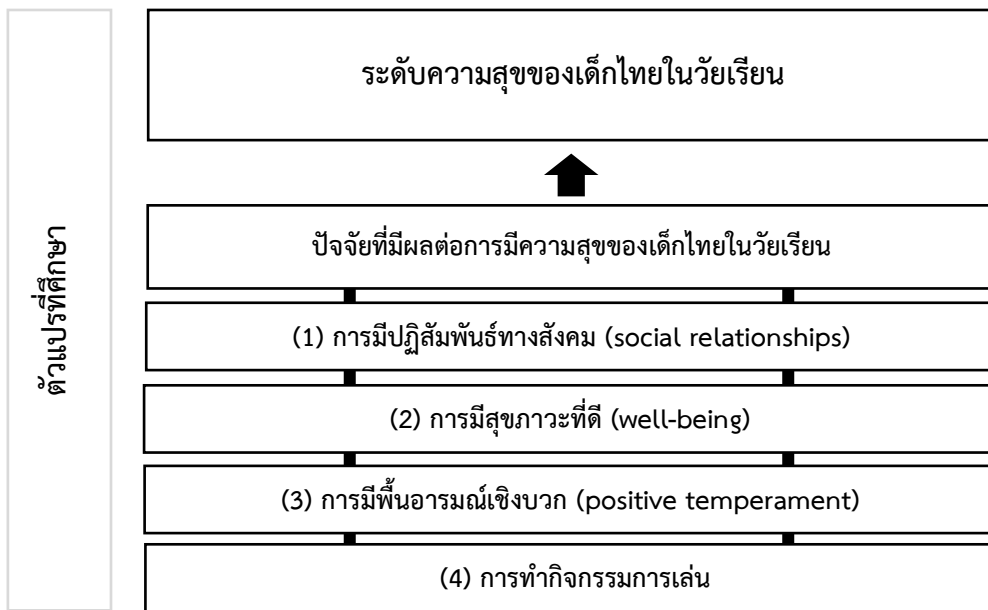 ตัวแปรที่ศึกษา
ระดับความสุขของเด็กไทยในวัยเรียน
ปัจจัยที่มีผลต่อการมีความสุขของเด็กไทยในวัยเรียน
(1) การมีปฏิสัมพันธ์ทางสังคม (social relationships)
(2) การมีสุขภาวะที่ดี (well-being)
(3) การมีพื้นอารมณ์เชิงบวก (positive temperament)
(4) การทำกิจกรรมการเล่น